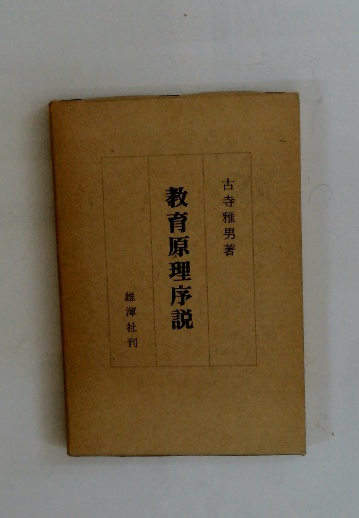 古寺雅男著
教育原理序説
雄渾社刊